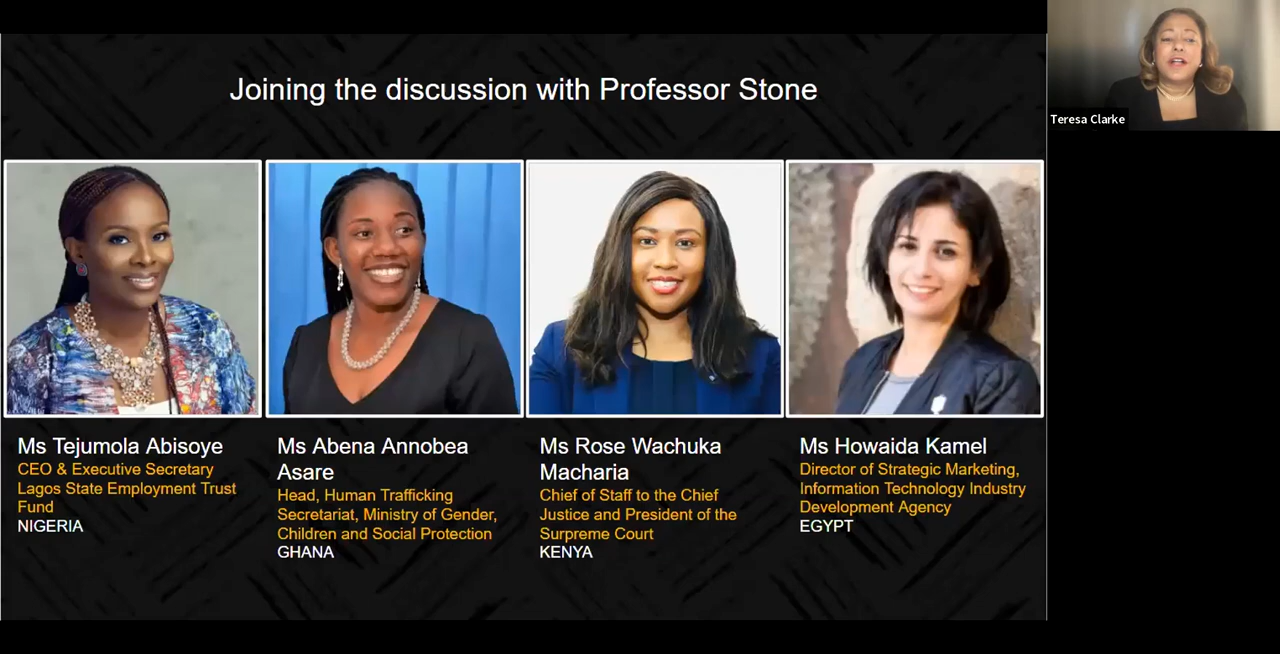 Joining the discussion with Professor Stone
Teresa Clarke
Ms Tejumola Abisoye
CEO & Executive Secretary
Lagos State Employment Trust
Fund
NIGERIA
Ms Abena Annobea
Asare
Head, Human Trafficking
Secretariat, Ministry of Gender,
Children and Social Protection
GHANA
Ms Rose Wachuka
Macharia
Chief of Staff to the Chief
Justice and President of the
Surpreme Court
KENYA
Ms Howaida Kamel
Director of Strategic Marketing,
Information Technology Industry
Development Agency
EGYPT